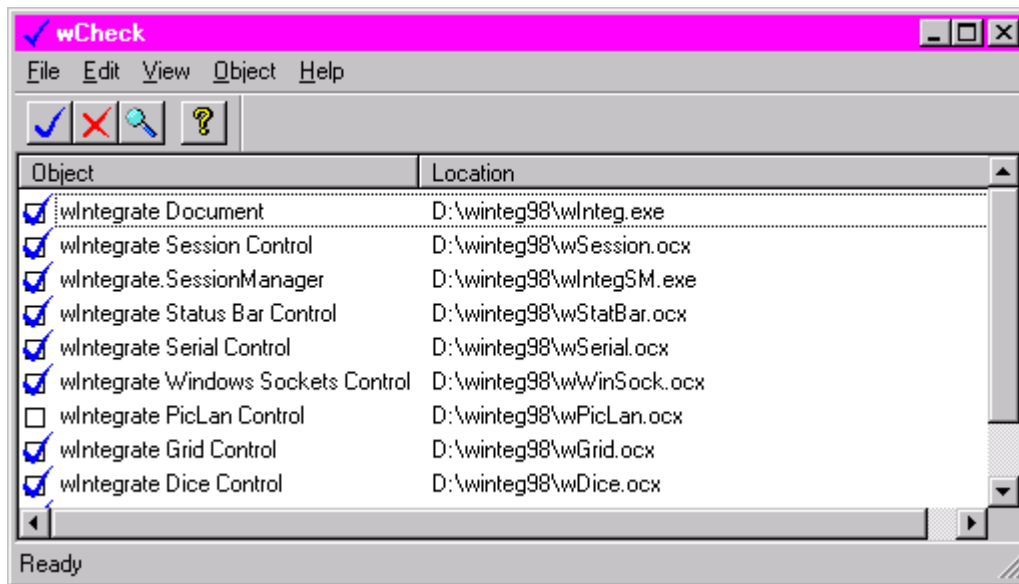 wCheck
File Edit View Object Help
?
Object Location
wIntegrate Document D:\winteg98\wInteg.exe
wIntegrate Session Control D:\winteg98\wSession.ocx
wIntegrate.SessionManager D:\winteg98\wIntegSM.exe
wIntegrate Status Bar Control D:\winteg98\wStatBar.ocx
wIntegrate Serial Control D:\winteg98\wSerial.ocx
wIntegrate Windows Sockets Control D:\winteg98\wWinSock.ocx
wIntegrate PicLan Control D:\winteg98\wPicLan.ocx
wIntegrate Grid Control D:\winteg98\wGrid.ocx
wIntegrate Dice Control D:\winteg98\wDice.ocx
Ready